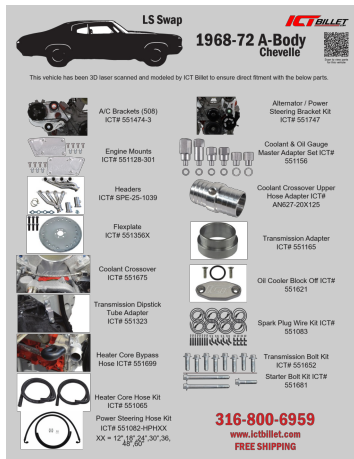 LS Swap
ICT BILLET
1968-72 A-Body
Chevelle
This vehicle has been 3D laser scanned and modeled by ICT Billet to ensure direct fitment with the below parts.
A/C Brackets (508)
ICT# 551474-3
Engine Mounts
ICT# 551128-301
Headers
ICT# SPE-25-1039
Flexplate
ICT# 551356X
Coolant Crossover
ICT# 551675
Transmission Dipstick
Tube Adapter
ICT# 551323
Heater Core Bypass
Hose ICT# 551699
Heater Core Hose Kit
ICT# 551065
Power Steering Hose Kit
ICT# 551082-HPHXX
XX = 12",18",24",30",36,
48",60"
Alternator / Power
Steering Bracket Kit
ICT# 551747
Coolant & Oil Gauge
Master Adapter Set ICT#
551156
Coolant Crossover Upper
Hose Adapter ICT#
AN627-20X125
Transmission Adapter
ICT# 551165
Oil Cooler Block Off ICT#
551621
Spark Plug Wire Kit ICT#
551083
Transmission Bolt Kit
ICT# 551652
Starter Bolt Kit ICT#
551681
316-800-6959
www.ictbillet.com
FREE SHIPPING